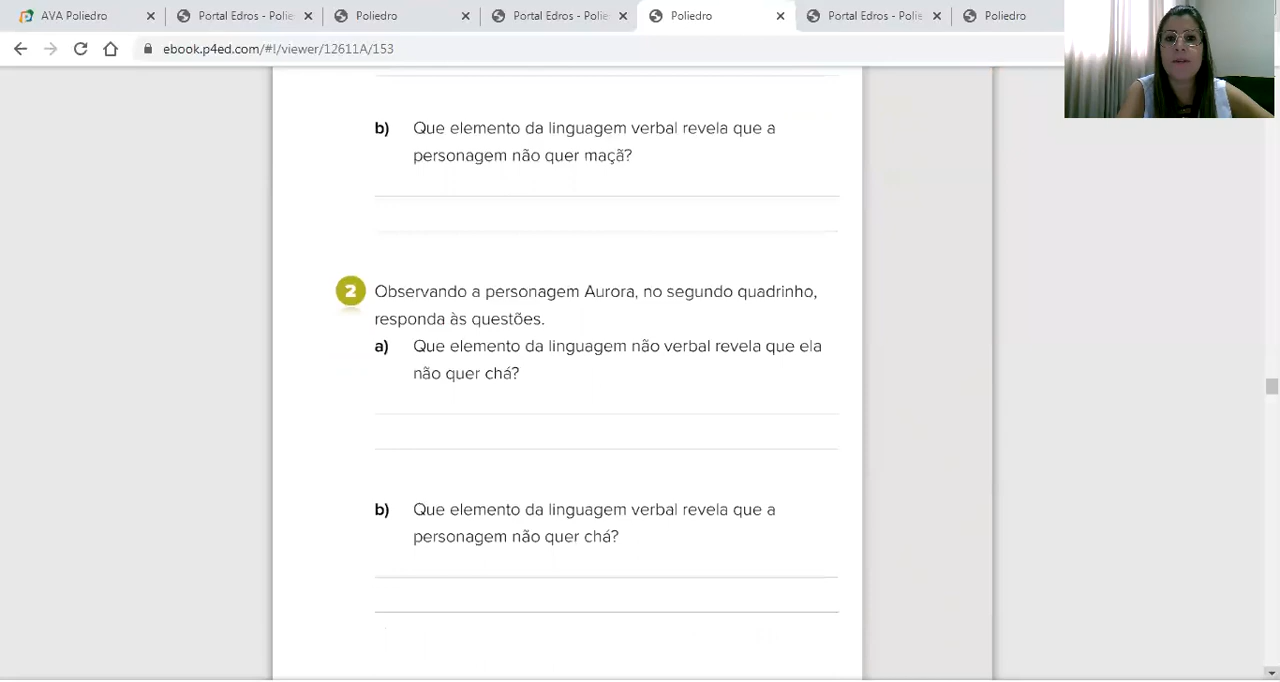 AVA Poliedro
Portal Edros - Polie
Poliedro
Portal Edros - Polie
Poliedro
Portal Edros - Polie
Poliedro
ebook.p4ed.com/#!/viewer/12611A/153
b) Que elemento da linguagem verbal revela que a
personagem não quer maçã?
2 Observando a personagem Aurora, no segundo quadrinho,
responda às questões.
a) Que elemento da linguagem não verbal revela que ela
não quer chá?
b) Que elemento da linguagem verbal revela que a
personagem não quer chá?